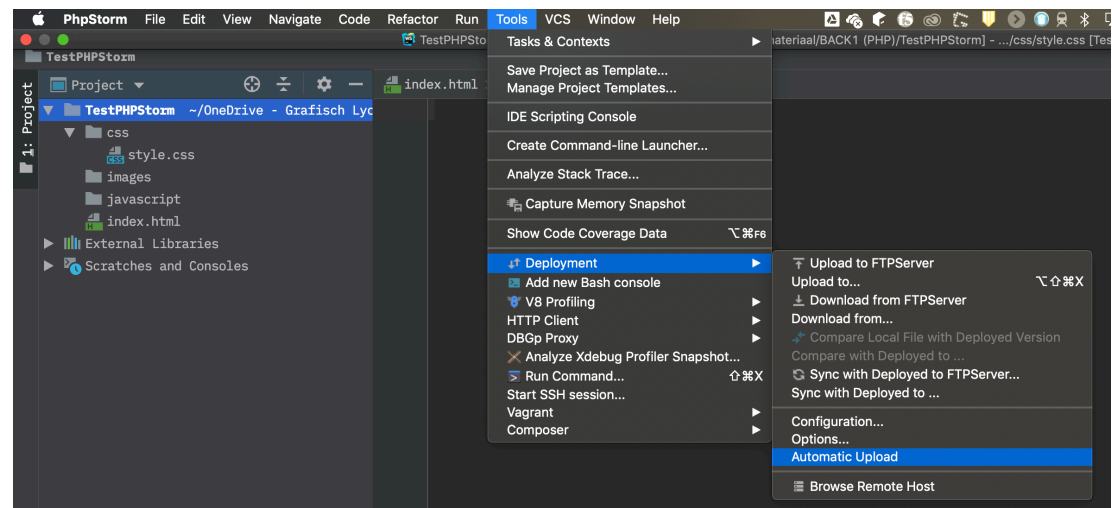 PhpStorm File Edit View Navigate Code Refactor Run Tools VCS Window Help
TestPHPSto
ateriaal/BACK1 (PHP)/TestPHPStorm] - .../css/style.css [Tes
TestPHPStorm
1: Project
Project
index.html
TestPHPStorm ~/OneDrive - Grafisch Lyc
css
style.css
images
javascript
index.html
External Libraries
Scratches and Consoles
Tasks & Contexts
Save Project as Template...
Manage Project Templates...
IDE Scripting Console
Create Command-line Launcher...
Analyze Stack Trace...
Capture Memory Snapshot
Show Code Coverage Data ⌥⌘F6
Deployment
Add new Bash console
V8 Profiling
HTTP Client
DBGp Proxy
Analyze Xdebug Profiler Snapshot...
Run Command... ⇧⌘X
Start SSH session...
Vagrant
Composer
Upload to FTPServer
Upload to... ⌥⇧⌘X
Download from FTPServer
Download from...
Compare Local File with Deployed Version
Compare with Deployed to ...
Sync with Deployed to FTPServer...
Sync with Deployed to ...
Configuration...
Options...
Automatic Upload
Browse Remote Host